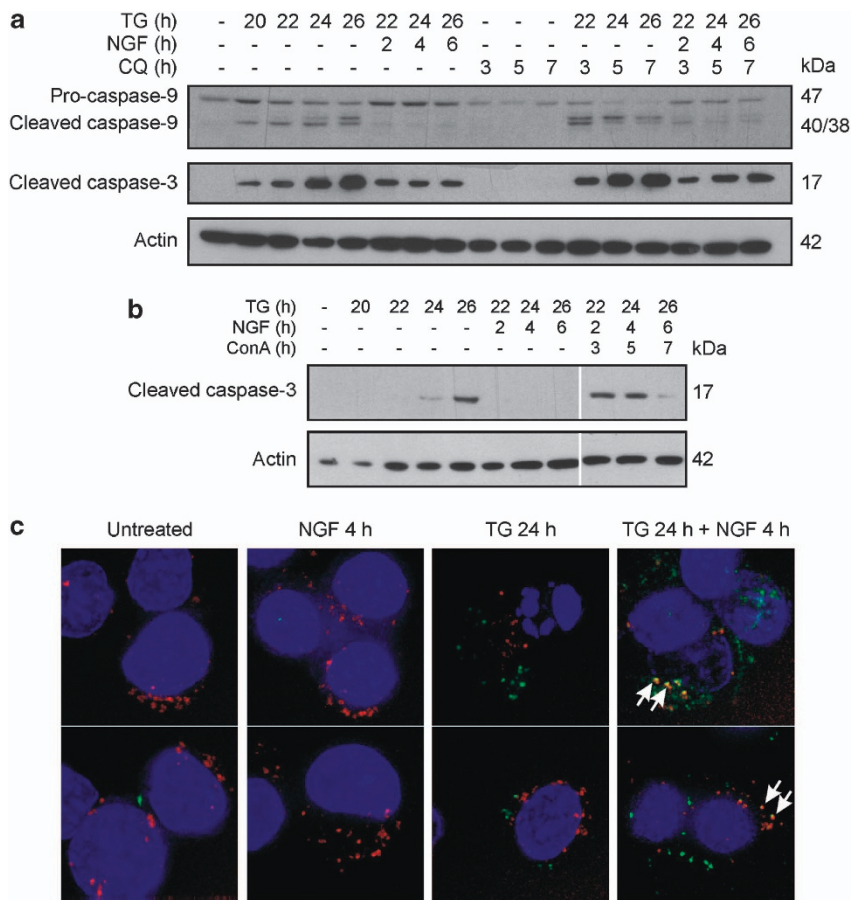 a
TG (h) - 20 22 24 26 22 24 26 - - - 22 24 26 22 24 26
NGF (h) - - - - - 2 4 6 - - - - - - 2 4 6
CQ (h) - - - - - - - - 3 5 7 3 5 7 3 5 7 kDa
Pro-caspase-9 47
Cleaved caspase-9 40/38
Cleaved caspase-3 17
Actin 42
b
TG (h) - 20 22 24 26 22 24 26 22 24 26
NGF (h) - - - - - 2 4 6 2 4 6
ConA (h) - - - - - - - - 3 5 7 kDa
Cleaved caspase-3 17
Actin 42
c
Untreated NGF 4 h TG 24 h TG 24 h + NGF 4 h